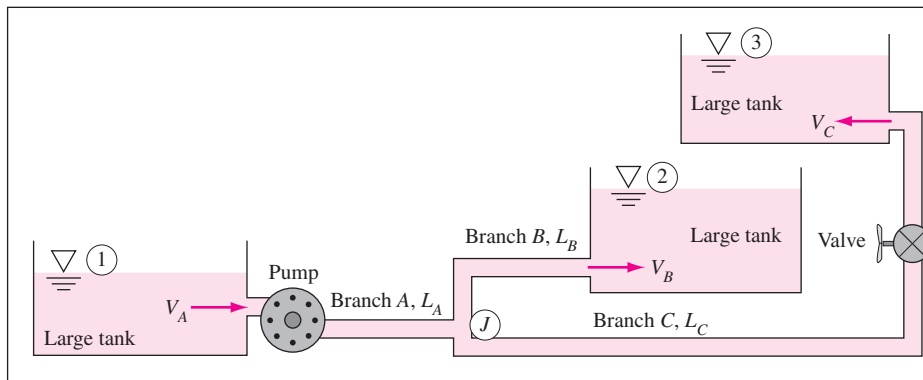 3
Large tank
V_C
2
Branch B, L_B
Large tank
Valve
1
Pump
V_B
Branch A, L_A
V_A
Large tank
J
Branch C, L_C